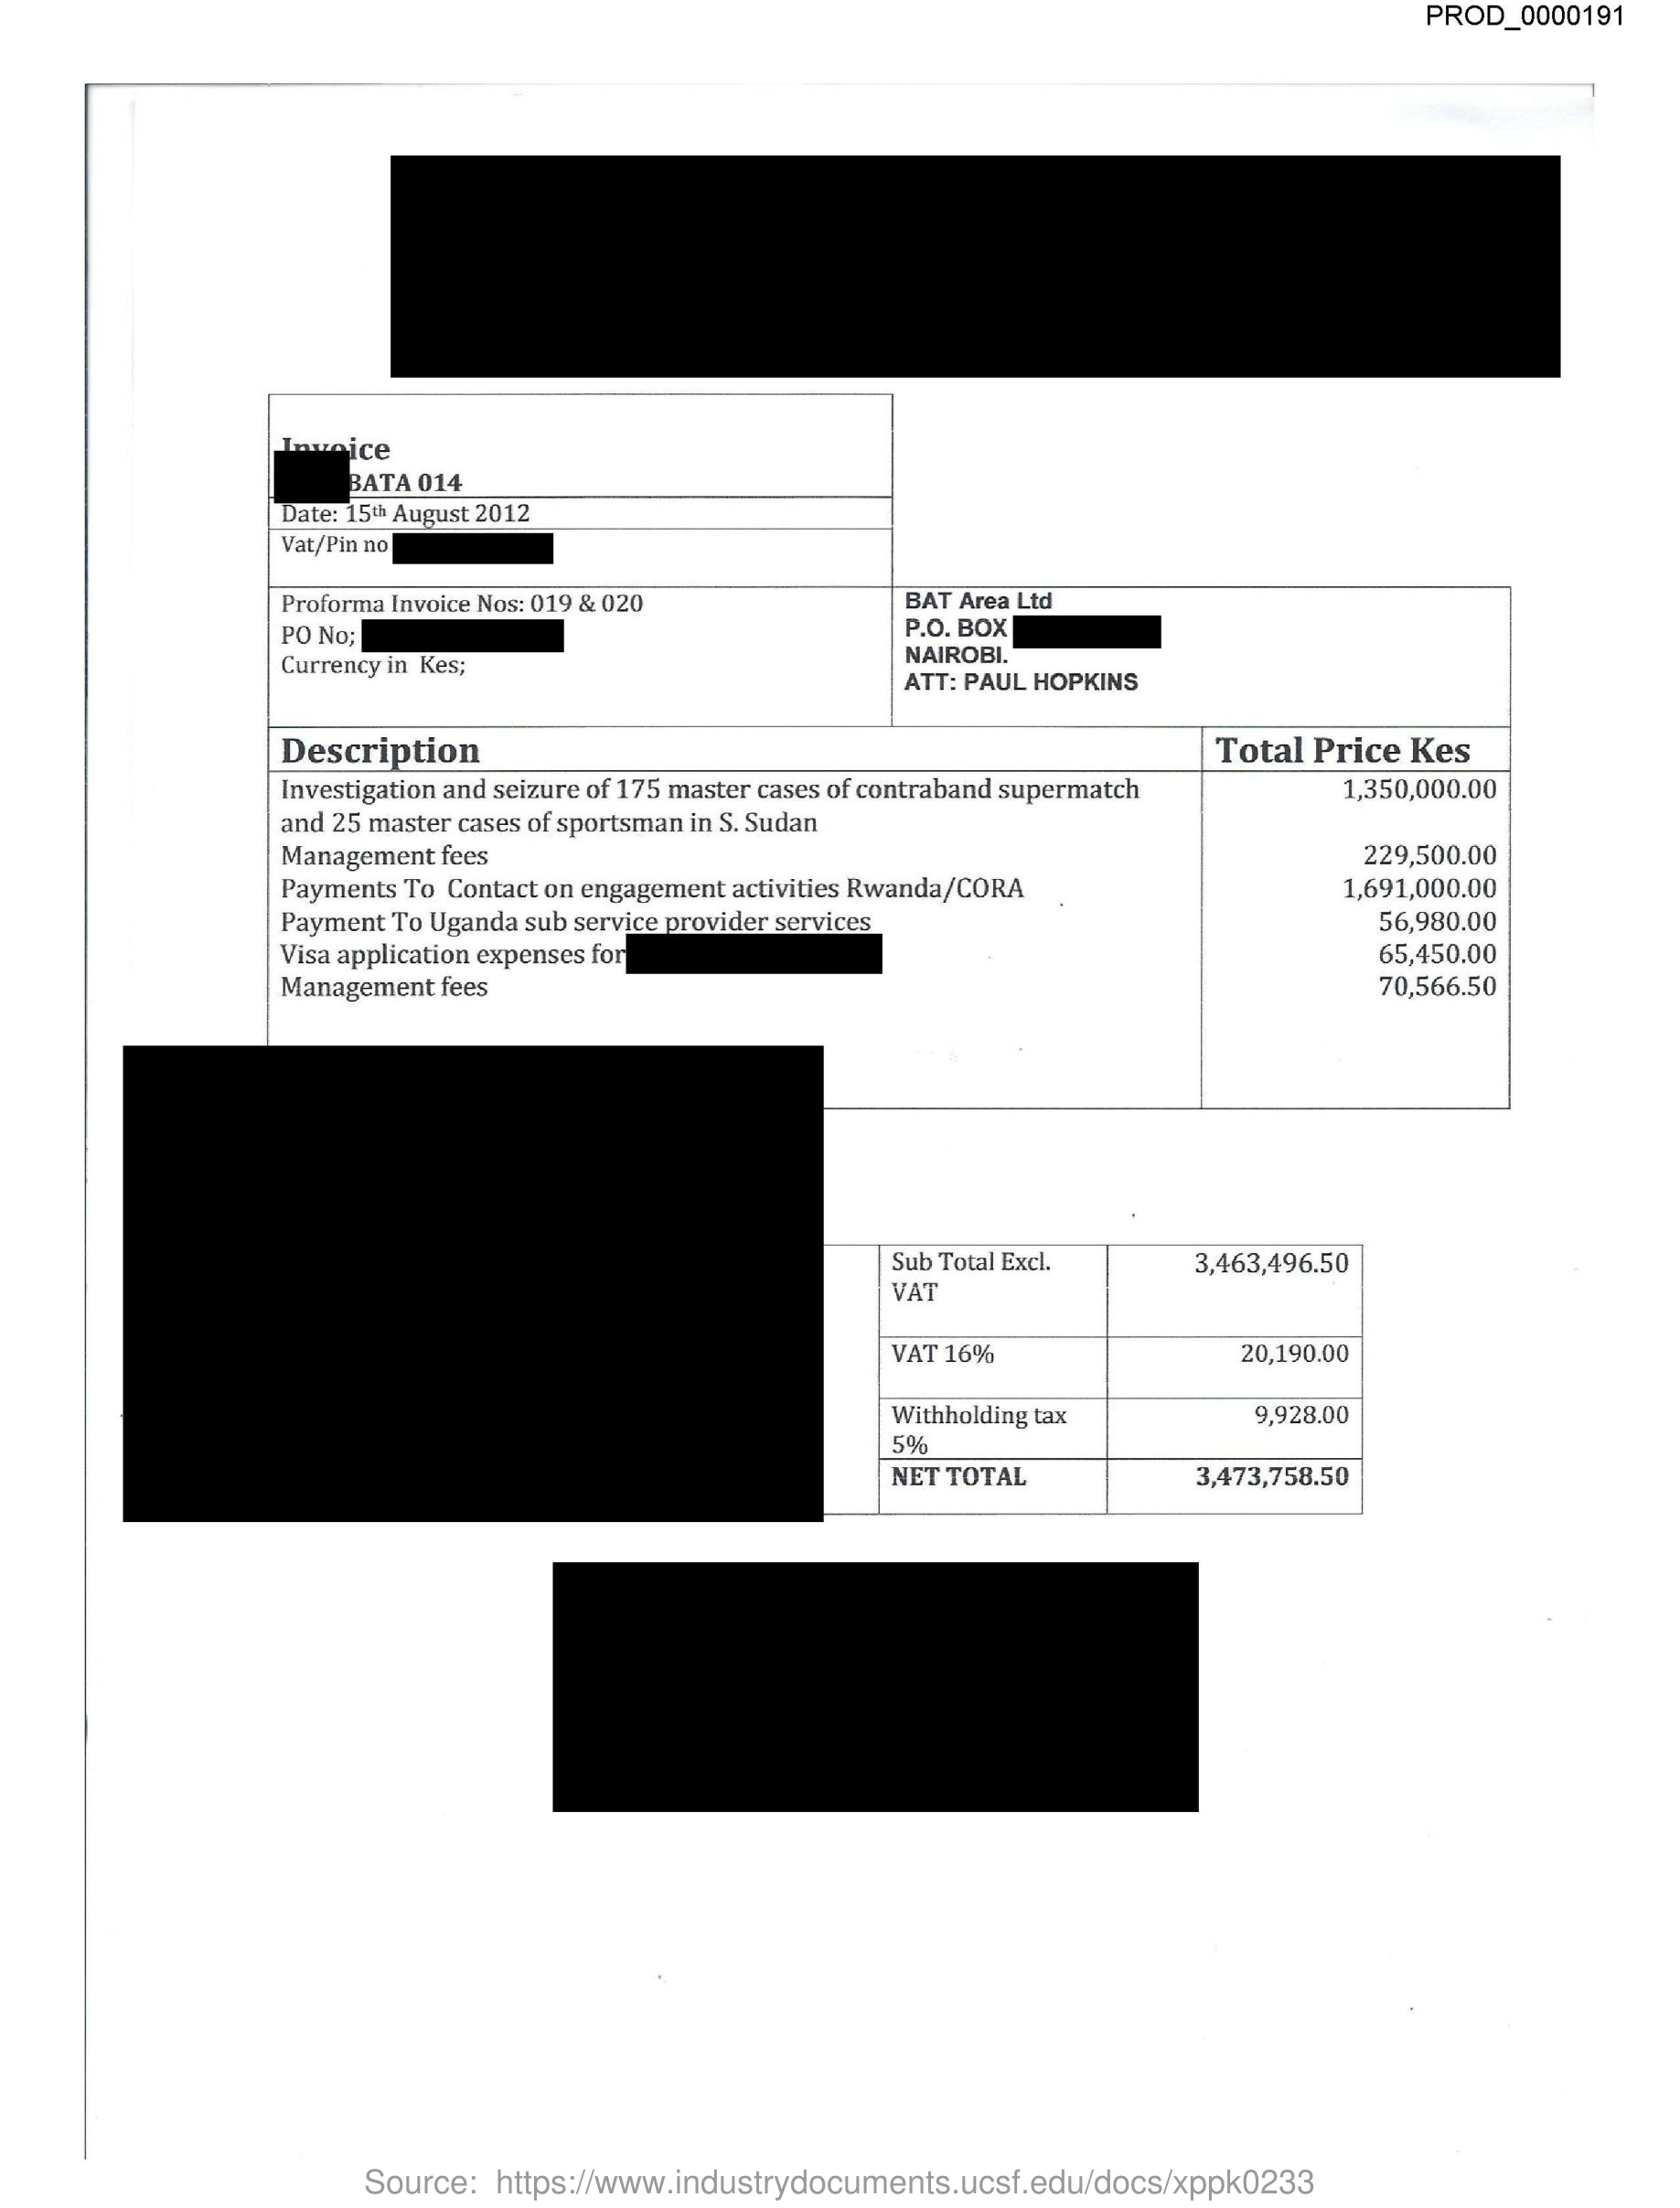 PROD_0000191
Invoice
BATA 014
Date: 15th August 2012
Vat/Pin no
Proforma Invoice Nos: 019 & 020
PO No;
Currency in Kes;
BAT Area Ltd
P.O. BOX
NAIROBI.
ATT: PAUL HOPKINS
Description Total Price Kes
Investigation and seizure of 175 master cases of contraband supermatch 1,350,000.00
and 25 master cases of sportsman in S. Sudan
Management fees 229,500.00
Payments To Contact on engagement activities Rwanda/CORA 1,691,000.00
Payment To Uganda sub service provider services 56,980.00
Visa application expenses for 65,450.00
Management fees 70,566.50
Sub Total Excl. 3,463,496.50
VAT
VAT 16% 20,190.00
Withholding tax 9,928.00
5%
NET TOTAL 3,473,758.50
Source: https://www.industrydocuments.ucsf.edu/docs/xppk0233